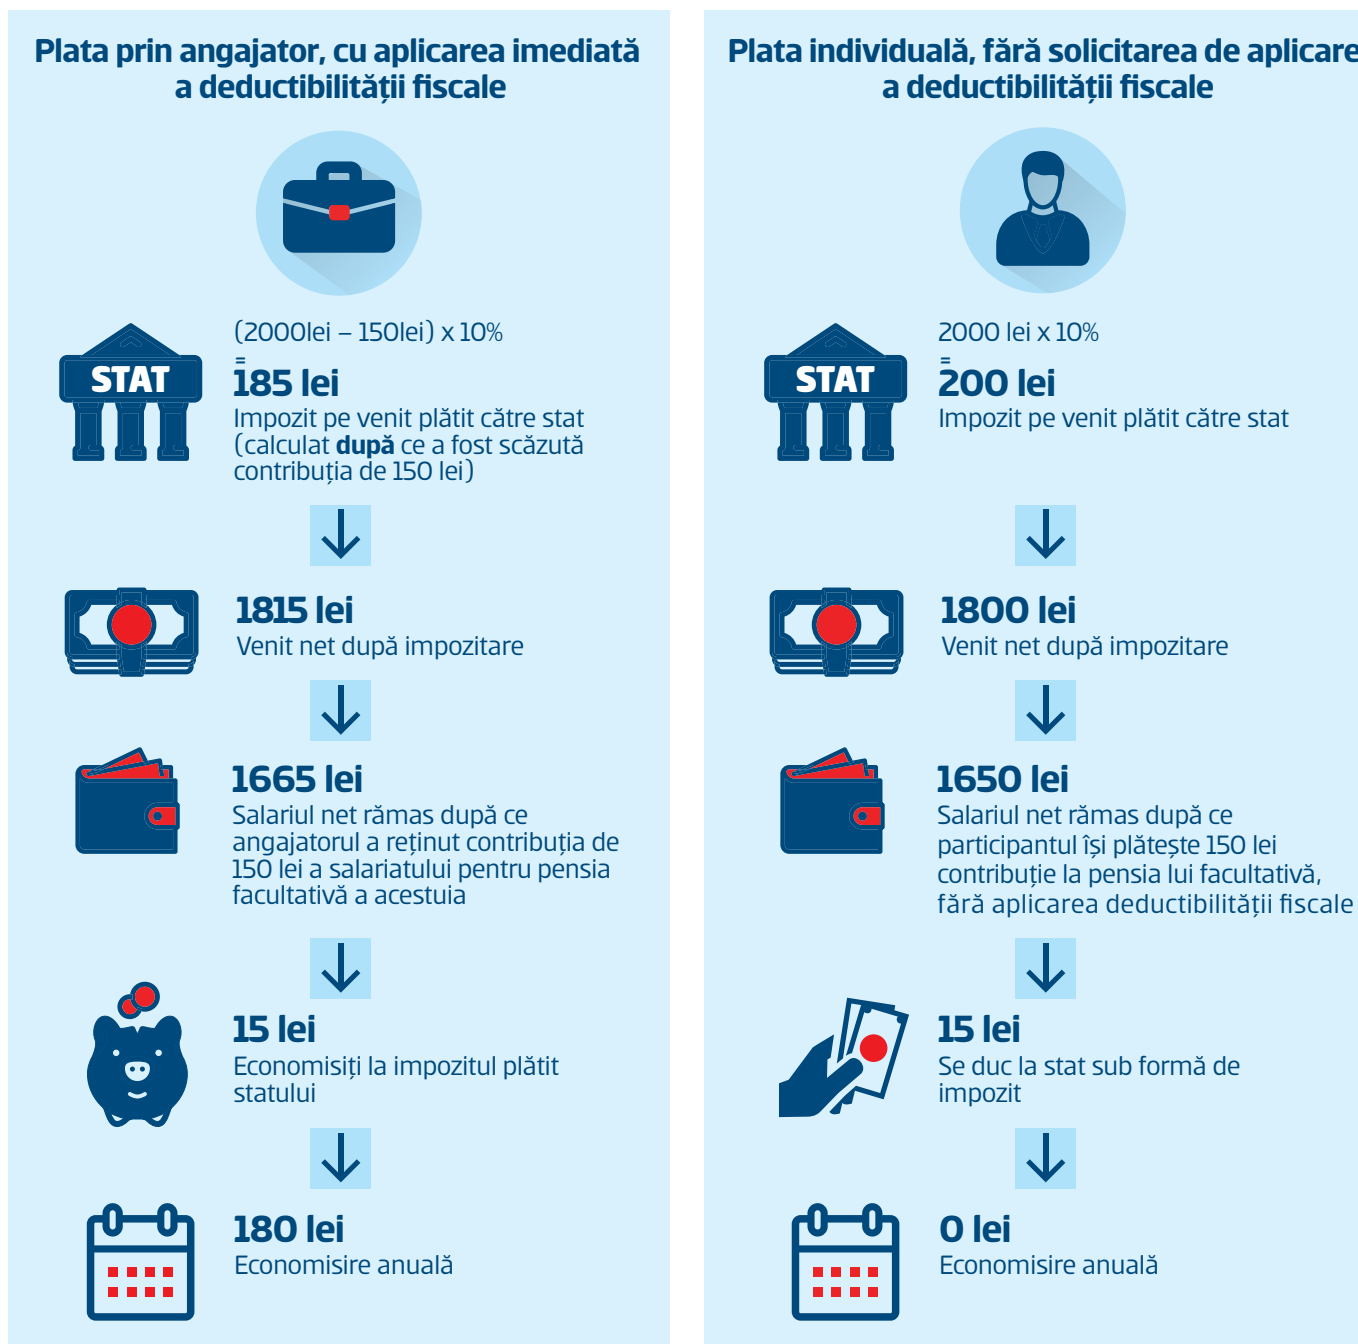 Plata prin angajator, cu aplicarea imediată
a deductibilității fiscale
STAT
(2000lei – 150lei) x 10%
=
185 lei
Impozit pe venit plătit către stat
(calculat după ce a fost scăzută
contribuția de 150 lei)
1815 lei
Venit net după impozitare
1665 lei
Salariul net rămas după ce
angajatorul a reținut contribuția de
150 lei a salariatului pentru pensia
facultativă a acestuia
15 lei
Economisiți la impozitul plătit
statului
180 lei
Economisire anuală
Plata individuală, fără solicitarea de aplicare
a deductibilității fiscale
STAT
2000 lei x 10%
=
200 lei
Impozit pe venit plătit către stat
1800 lei
Venit net după impozitare
1650 lei
Salariul net rămas după ce
participantul își plătește 150 lei
contribuție la pensia lui facultativă,
fără aplicarea deductibilității fiscale
15 lei
Se duc la stat sub formă de
impozit
0 lei
Economisire anuală